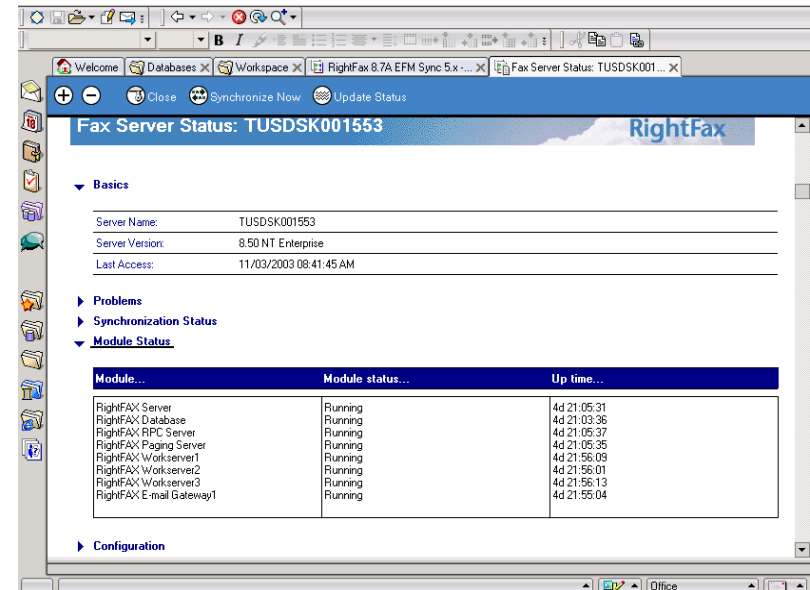 B I
Welcome Databases Workspace RightFax 8.7A EFM Sync 5.x -... Fax Server Status: TUSDSK001...
Close Synchronize Now Update Status
Fax Server Status: TUSDSK001553 RightFax
Basics
Server Name: TUSDSK001553
Server Version: 8.50 NT Enterprise
Last Access: 11/03/2003 08:41:45 AM
Problems
Synchronization Status
Module Status
Module... Module status... Up time...
RightFAX Server Running 4d 21:05:31
RightFAX Database Running 4d 21:03:36
RightFAX RPC Server Running 4d 21:05:37
RightFAX Paging Server Running 4d 21:05:35
RightFAX Workserver1 Running 4d 21:56:09
RightFAX Workserver2 Running 4d 21:56:01
RightFAX Workserver3 Running 4d 21:56:13
RightFAX E-mail Gateway1 Running 4d 21:55:04
Configuration
Office